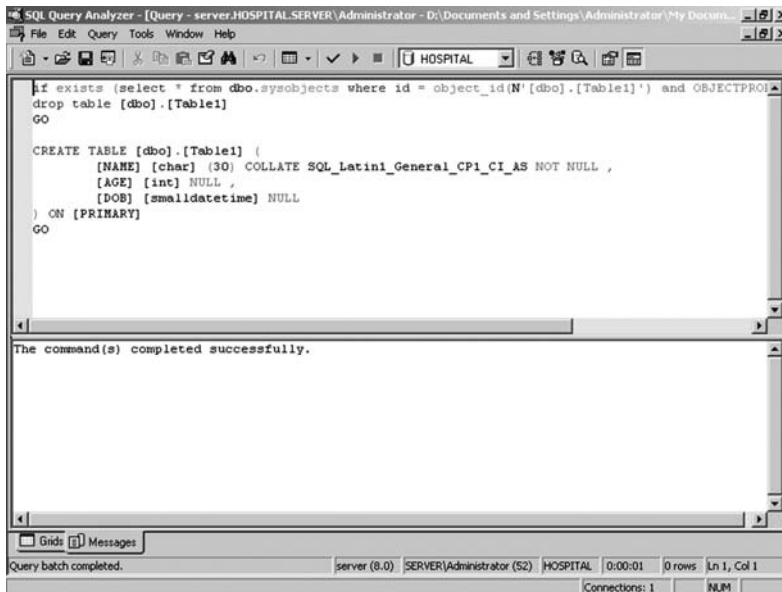 SQL Query Analyzer - [Query - server.HOSPITAL.SERVER\Administrator - D:\Documents and Settings\Administrator\My Docum...
File Edit Query Tools Window Help
HOSPITAL
if exists (select * from dbo.sysobjects where id = object_id(N'[dbo].[Table1]') and OBJECTPROP
drop table [dbo].[Table1]
GO
CREATE TABLE [dbo].[Table1] (
[NAME] [char] (30) COLLATE SQL_Latin1_General_CP1_CI_AS NOT NULL ,
[AGE] [int] NULL ,
[DOB] [smalldatetime] NULL
) ON [PRIMARY]
GO
The command(s) completed successfully.
Grids Messages
Query batch completed. server (8.0) SERVER\Administrator (52) HOSPITAL 0:00:01 0 rows Ln 1, Col 1
Connections: 1 NUM